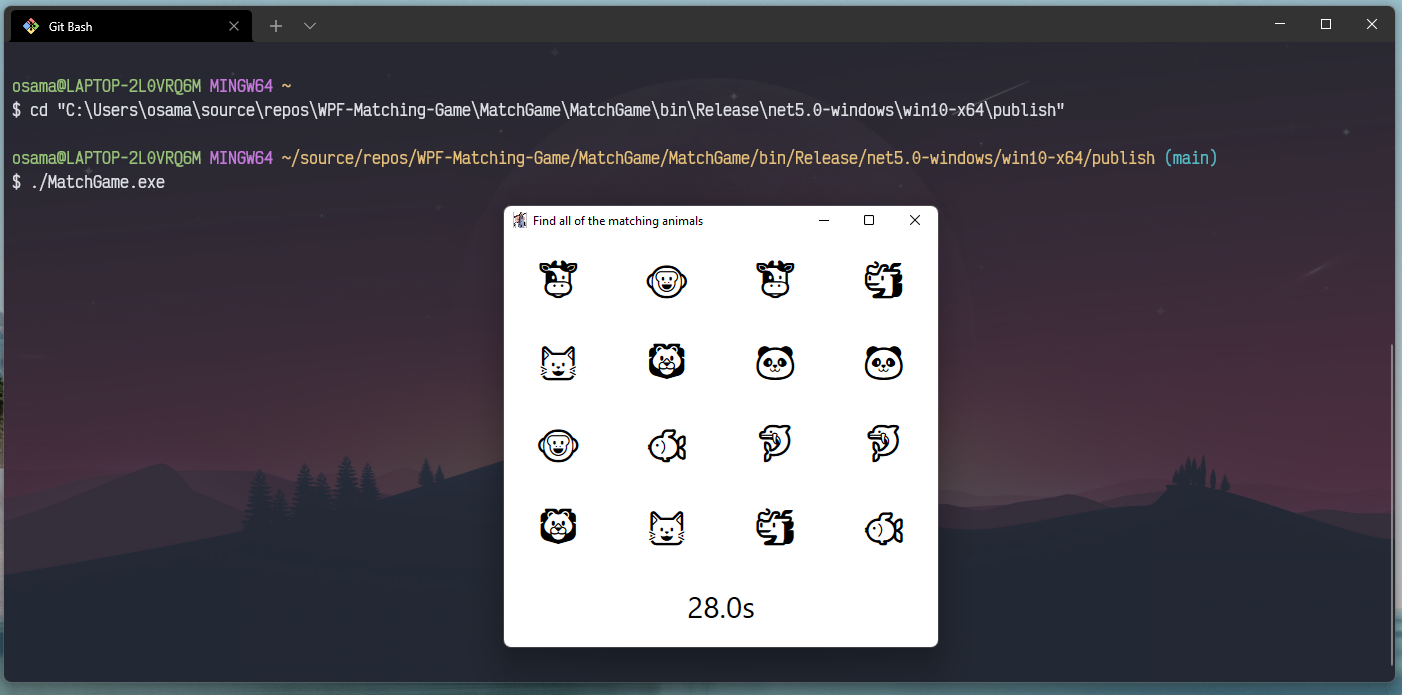 Git Bash
osama@LAPTOP-2L0VRQ6M MINGW64 ~
$ cd "C:\Users\osama\source\repos\WPF-Matching-Game\MatchGame\MatchGame\bin\Release\net5.0-windows\win10-x64\publish"
osama@LAPTOP-2L0VRQ6M MINGW64 ~/source/repos/WPF-Matching-Game/MatchGame/MatchGame/bin/Release/net5.0-windows/win10-x64/publish (main)
$ ./MatchGame.exe
Find all of the matching animals
28.0s